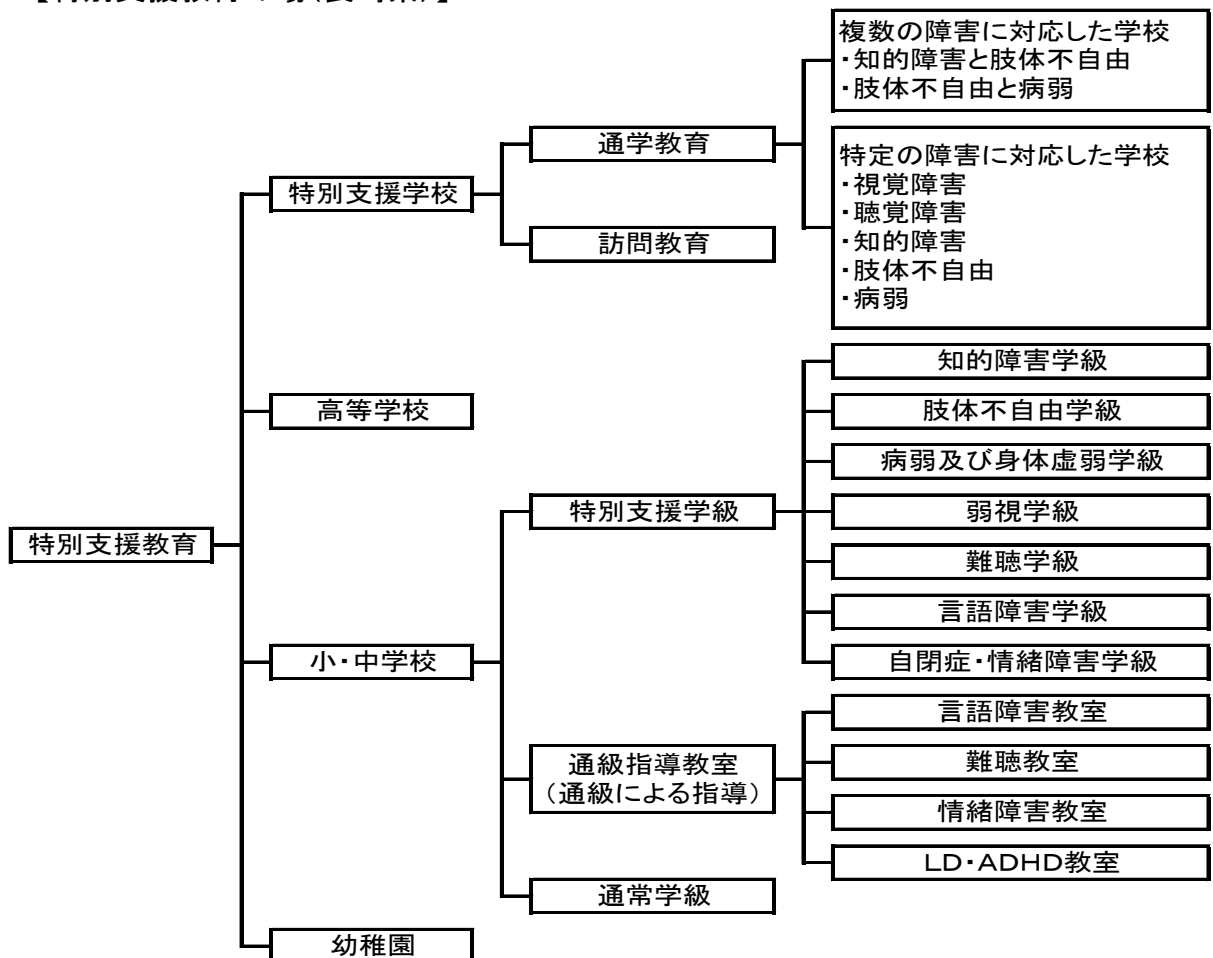 複数の障害に対応した学校
・知的障害と肢体不自由
・肢体不自由と病弱
通学教育
特定の障害に対応した学校
・視覚障害
・聴覚障害
・知的障害
・肢体不自由
・病弱
特別支援学校
訪問教育
知的障害学級
高等学校
肢体不自由学級
病弱及び身体虚弱学級
特別支援学級
弱視学級
特別支援教育
難聴学級
言語障害学級
小・中学校
自閉症・情緒障害学級
言語障害教室
通級指導教室
(通級による指導)
難聴教室
情緒障害教室
LD・ADHD教室
通常学級
幼稚園